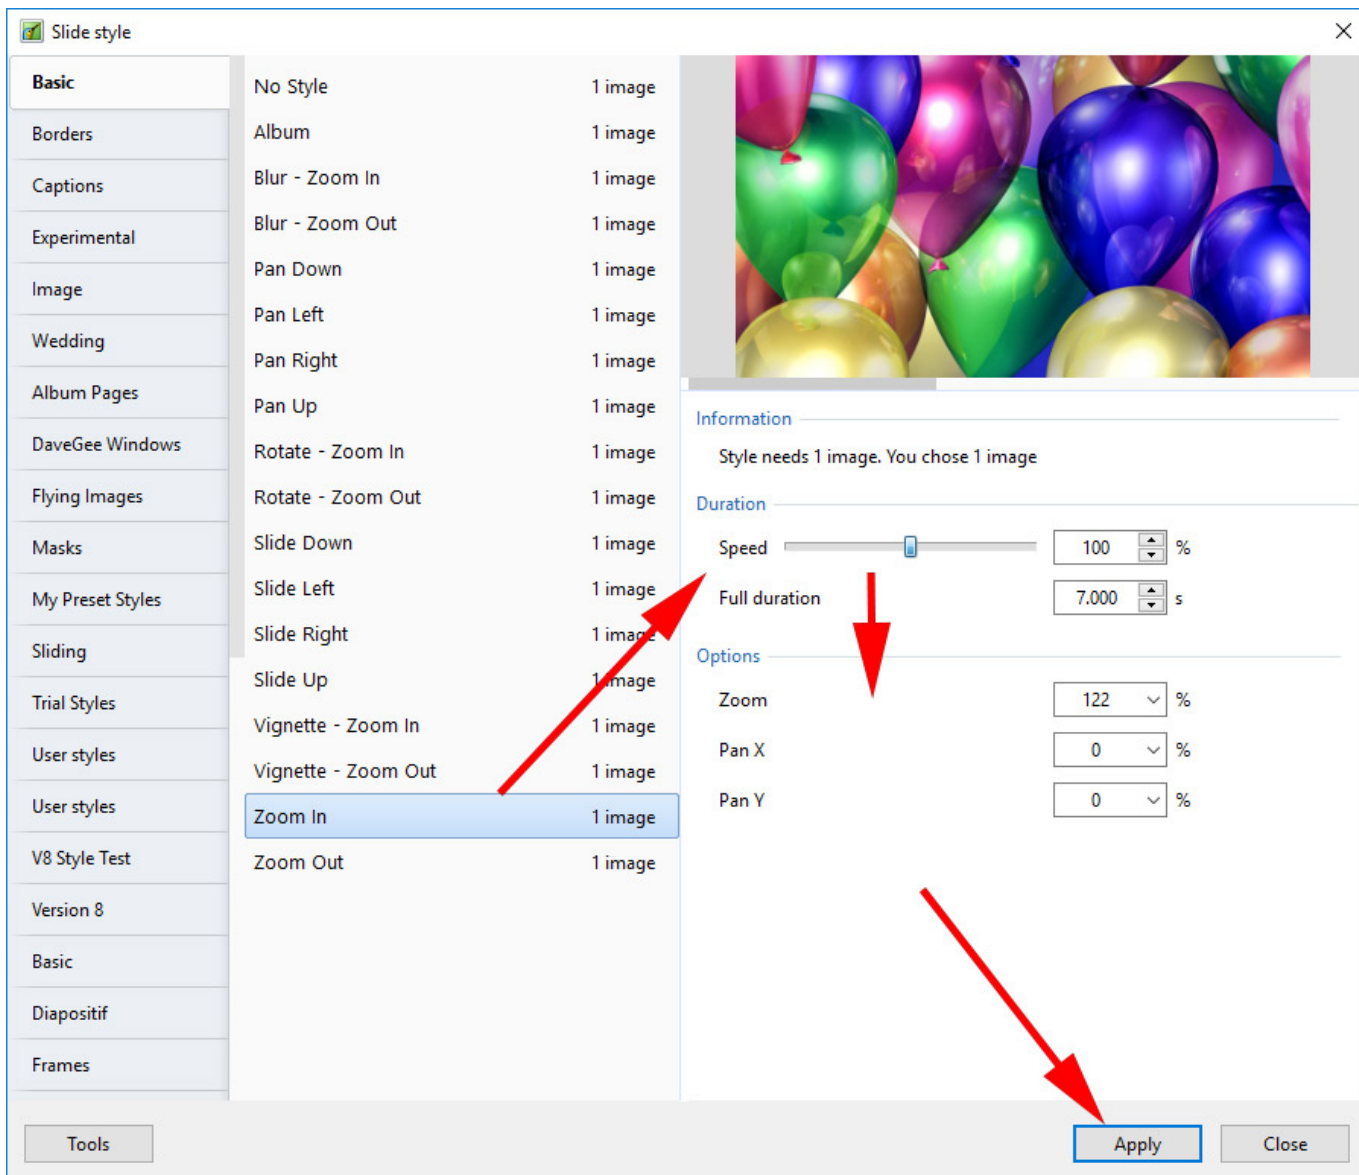 Slide style
Basic
Borders
Captions
Experimental
Image
Wedding
Album Pages
DaveGee Windows
Flying Images
Masks
My Preset Styles
Sliding
Trial Styles
User styles
User styles
V8 Style Test
Version 8
Basic
Diapositif
Frames
No Style 1 image
Album 1 image
Blur - Zoom In 1 image
Blur - Zoom Out 1 image
Pan Down 1 image
Pan Left 1 image
Pan Right 1 image
Pan Up 1 image
Rotate - Zoom In 1 image
Rotate - Zoom Out 1 image
Slide Down 1 image
Slide Left 1 image
Slide Right 1 image
Slide Up 1 image
Vignette - Zoom In 1 image
Vignette - Zoom Out 1 image
Zoom In 1 image
Zoom Out 1 image
Information
Style needs 1 image. You chose 1 image
Duration
Speed 100 %
Full duration 7.000 s
Options
Zoom 122 %
Pan X 0 %
Pan Y 0 %
Tools
Apply
Close